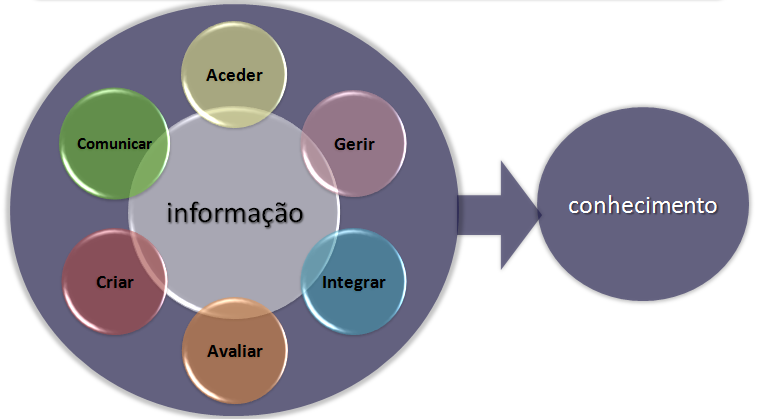 Aceder
Comunicar
Gerir
informação
conhecimento
Criar
Integrar
Avaliar